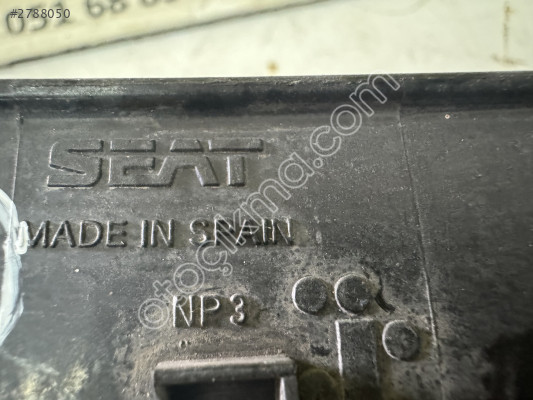 #2788050
SEAT
MADE IN SPAIN
NP3
otoçıkma.com